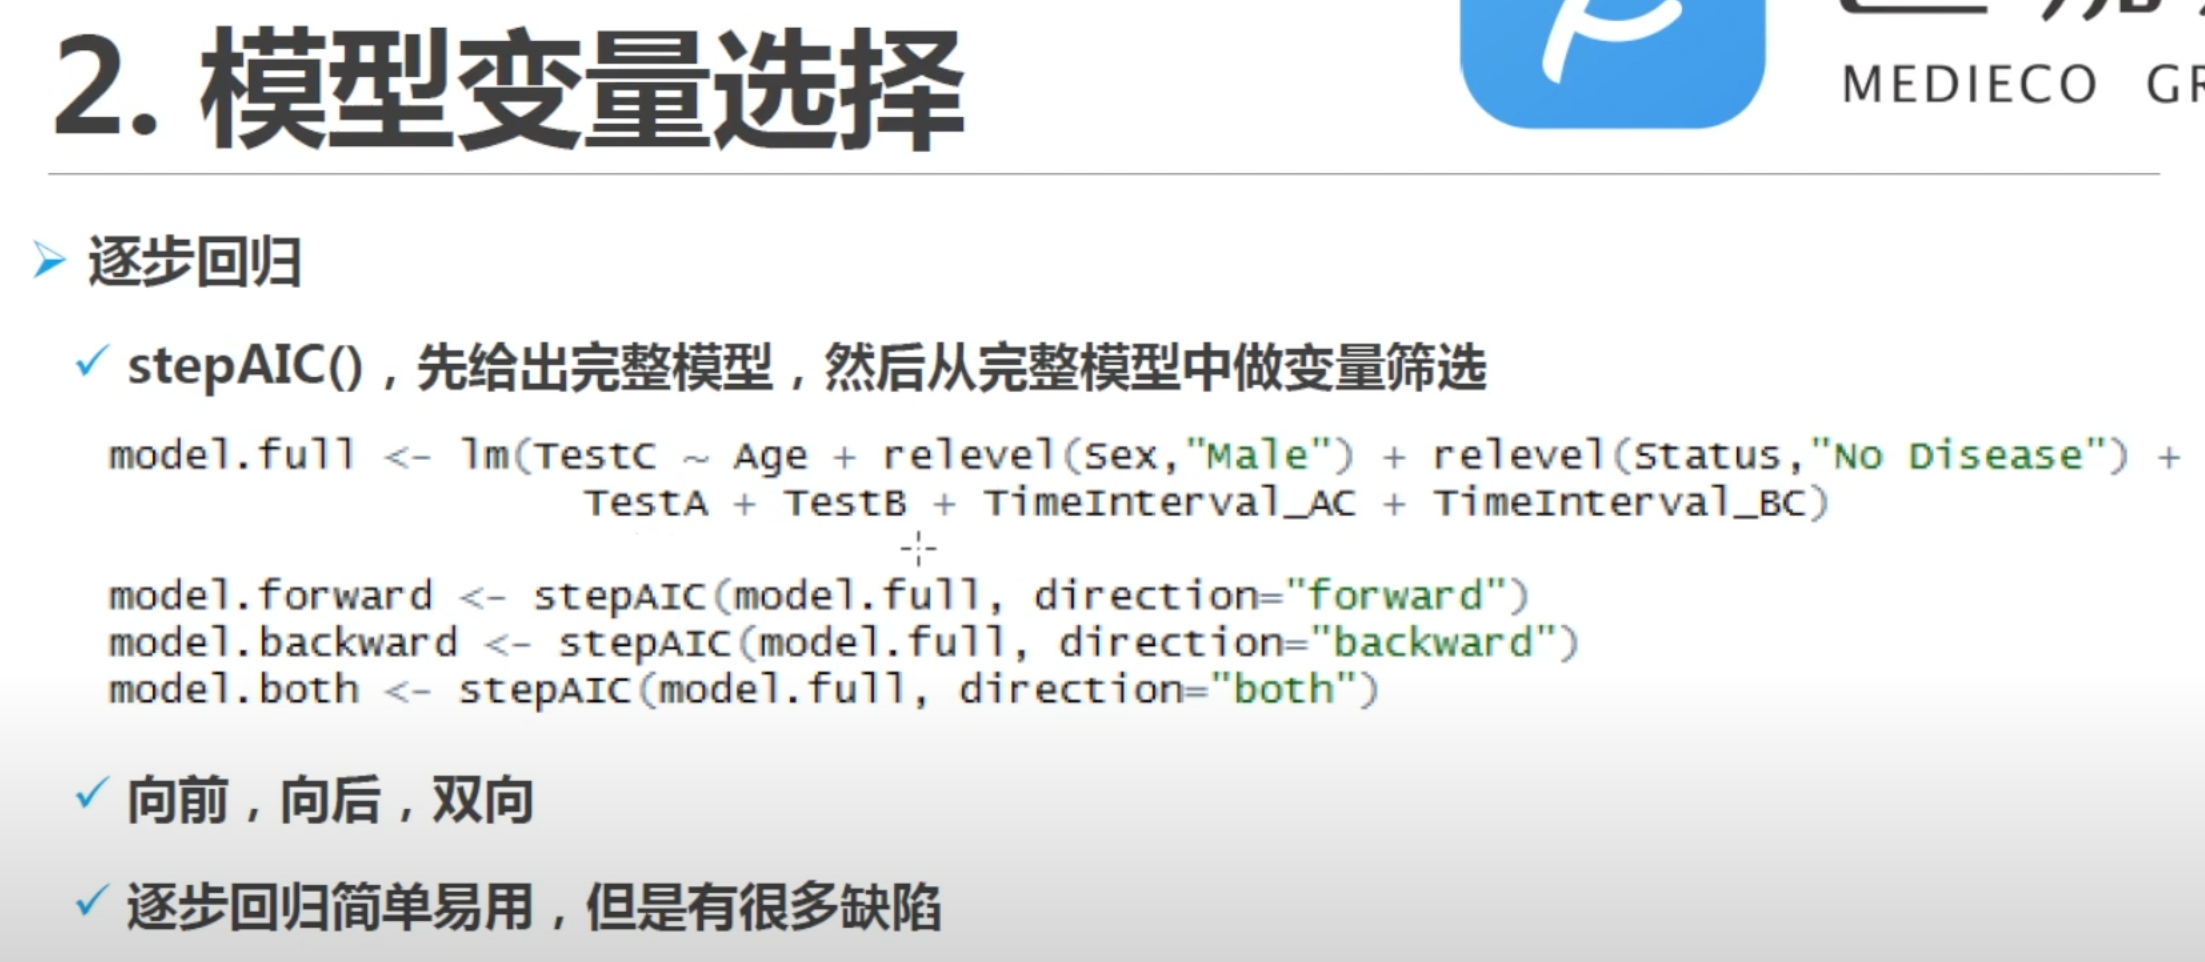 2. 模型变量选择
MEDIECO
逐步回归
stepAIC()，先给出完整模型，然后从完整模型中做变量筛选
model.full <- lm(TestC ~ Age + relevel(Sex,"Male") + relevel(Status,"No Disease") +
TestA + TestB + TimeInterval_AC + TimeInterval_BC)
model.forward <- stepAIC(model.full, direction="forward")
model.backward <- stepAIC(model.full, direction="backward")
model.both <- stepAIC(model.full, direction="both")
向前，向后，双向
逐步回归简单易用，但是有很多缺陷